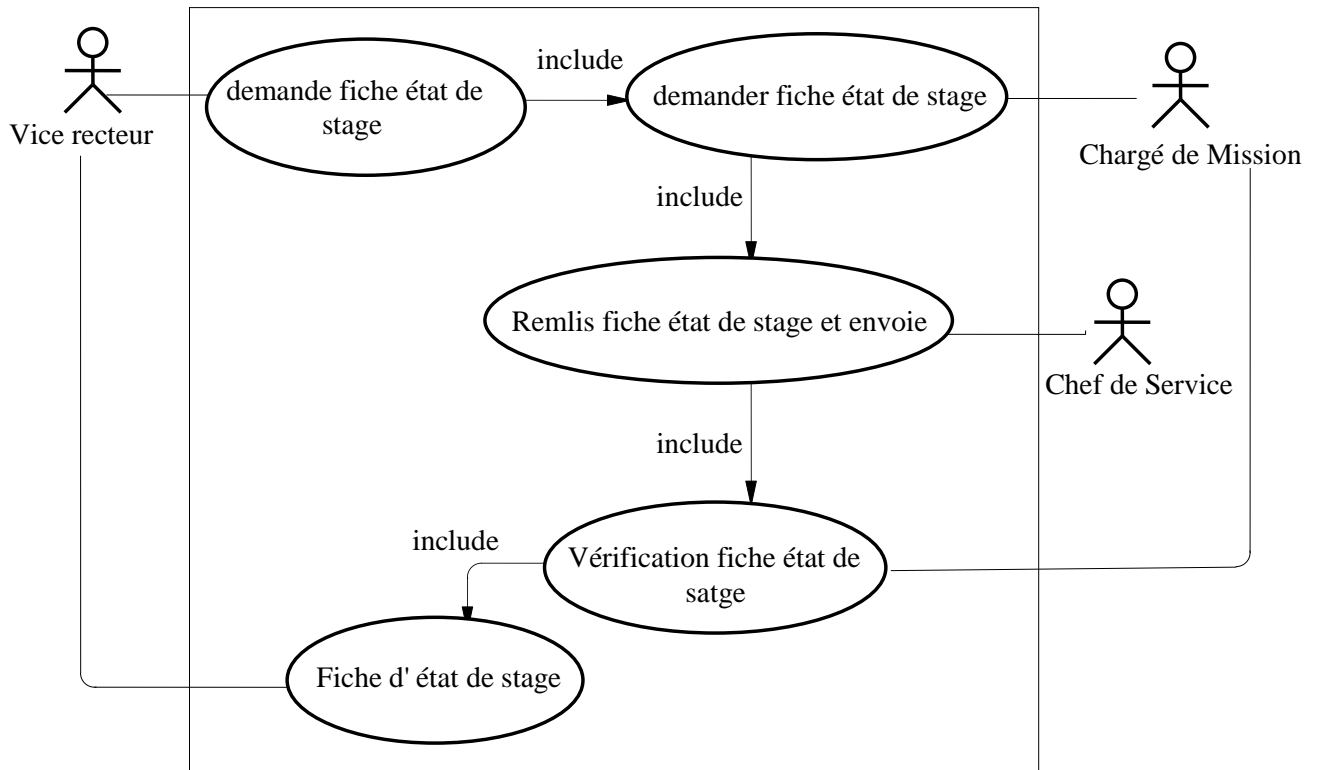 include
demande fiche état de
stage
demander fiche état de stage
Vice recteur
Chargé de Mission
include
Remlis fiche état de stage et envoie
Chef de Service
include
include
Vérification fiche état de
satge
Fiche d' état de stage